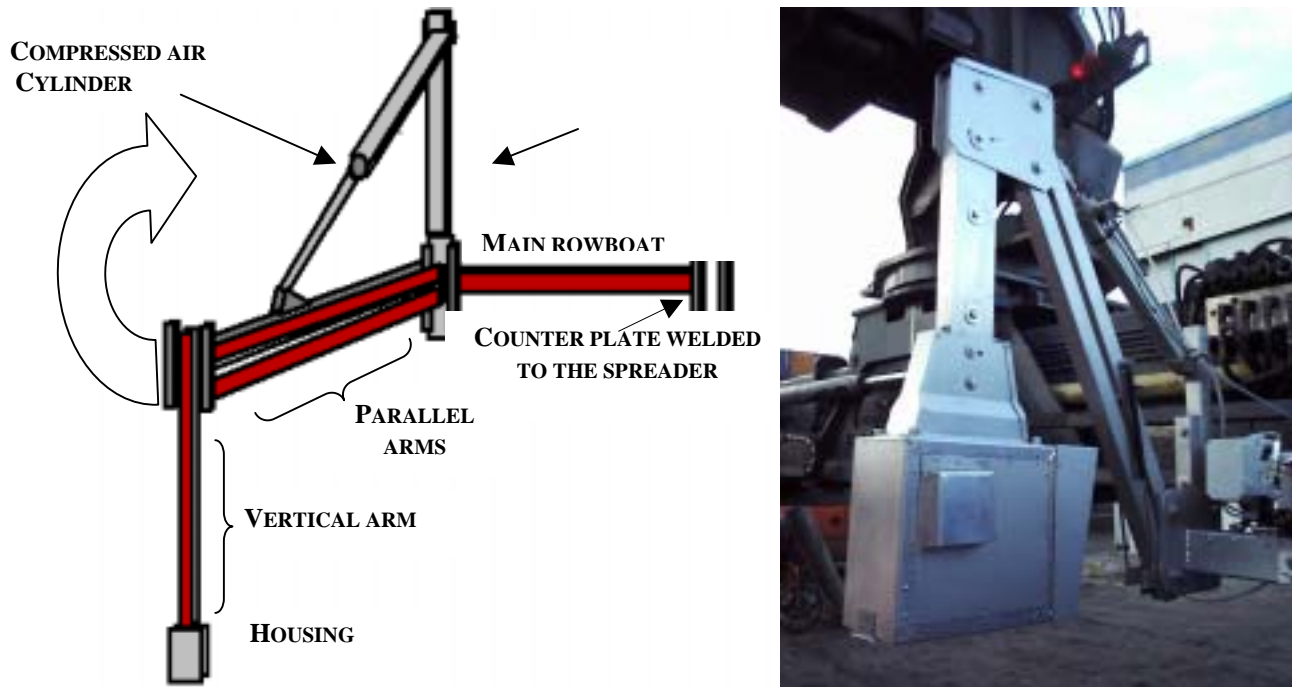 COMPRESSED AIR
CYLINDER
MAIN ROWBOAT
COUNTER PLATE WELDED
TO THE SPREADER
PARALLEL
ARMS
VERTICAL ARM
HOUSING